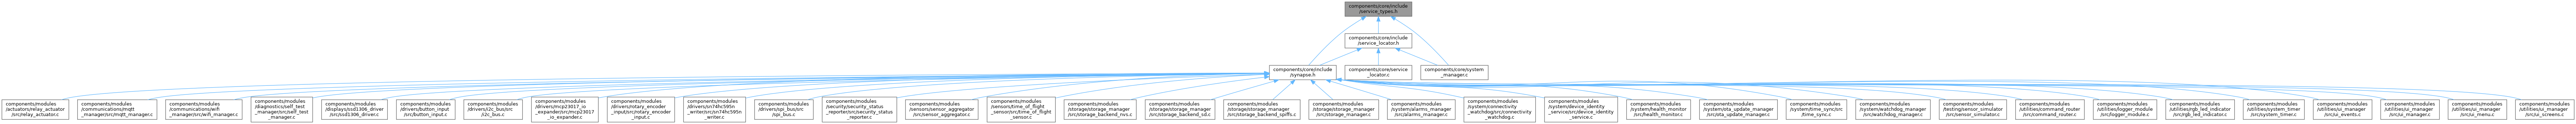 components/core/include
/service_types.h
components/core/include
/service_locator.h
components/core/include
/synapse.h
components/core/service
_locator.c
components/core/system
_manager.c
components/modules
/actuators/relay_actuator
/src/relay_actuator.c
components/modules
/communications/mqtt
_manager/src/mqtt_manager.c
components/modules
/communications/wifi
_manager/src/wifi_manager.c
components/modules
/diagnostics/self_test
_manager/src/self_test
_manager.c
components/modules
/displays/ssd1306_driver
/src/ssd1306_driver.c
components/modules
/drivers/button_input
/src/button_input.c
components/modules
/drivers/i2c_bus/src
/i2c_bus.c
components/modules
/drivers/mcp23017_io
_expander/src/mcp23017
_io_expander.c
components/modules
/drivers/rotary_encoder
_input/src/rotary_encoder
_input.c
components/modules
/drivers/sn74hc595n
_writer/src/sn74hc595n
_writer.c
components/modules
/drivers/spi_bus/src
/spi_bus.c
components/modules
/security/security_status
_reporter/src/security_status
_reporter.c
components/modules
/sensors/sensor_aggregator
/src/sensor_aggregator.c
components/modules
/sensors/time_of_flight
_sensor/src/time_of_flight
_sensor.c
components/modules
/storage/storage_manager
/src/storage_backend_nvs.c
components/modules
/storage/storage_manager
/src/storage_backend_sd.c
components/modules
/storage/storage_manager
/src/storage_backend_spiffs.c
components/modules
/storage/storage_manager
/src/storage_manager.c
components/modules
/system/alarms_manager
/src/alarms_manager.c
components/modules
/system/connectivity
_watchdog/src/connectivity
_watchdog.c
components/modules
/system/device_identity
_service/src/device_identity
_service.c
components/modules
/system/health_monitor
/src/health_monitor.c
components/modules
/system/ota_update_manager
/src/ota_update_manager.c
components/modules
/system/time_sync/src
/time_sync.c
components/modules
/system/watchdog_manager
/src/watchdog_manager.c
components/modules
/testing/sensor_simulator
/src/sensor_simulator.c
components/modules
/utilities/command_router
/src/command_router.c
components/modules
/utilities/logger_module
/src/logger_module.c
components/modules
/utilities/rgb_led_indicator
/src/rgb_led_indicator.c
components/modules
/utilities/system_timer
/src/system_timer.c
components/modules
/utilities/ui_manager
/src/ui_events.c
components/modules
/utilities/ui_manager
/src/ui_manager.c
components/modules
/utilities/ui_manager
/src/ui_menu.c
components/modules
/utilities/ui_manager
/src/ui_screens.c